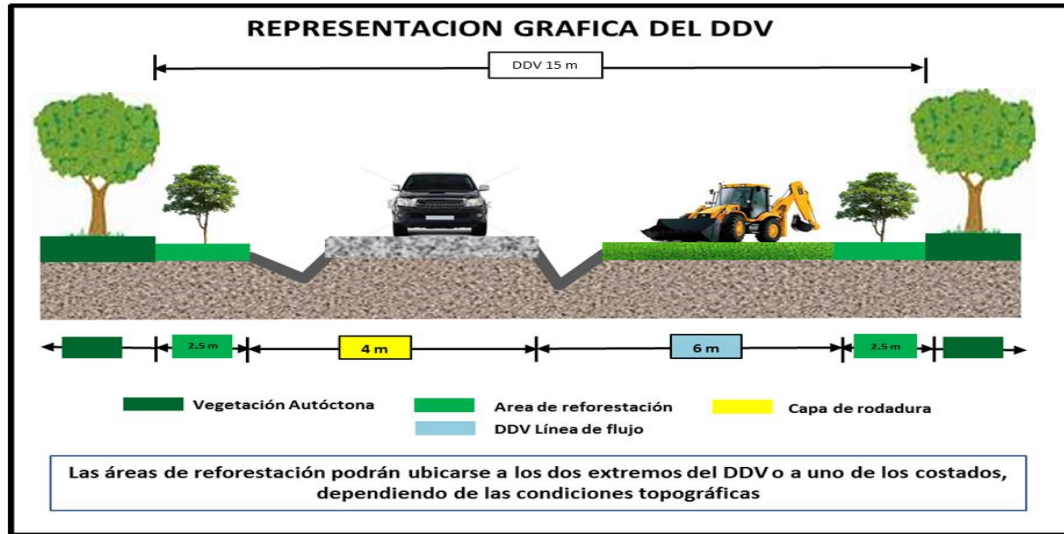 REPRESENTACION GRAFICA DEL DDV
DDV 15 m
2,5 m
4 m
6 m
2,5 m
Vegetación Autóctona
Area de reforestación
Capa de rodadura
DDV Línea de flujo
Las áreas de reforestación podrán ubicarse a los dos extremos del DDV o a uno de los costados,
dependiendo de las condiciones topográficas